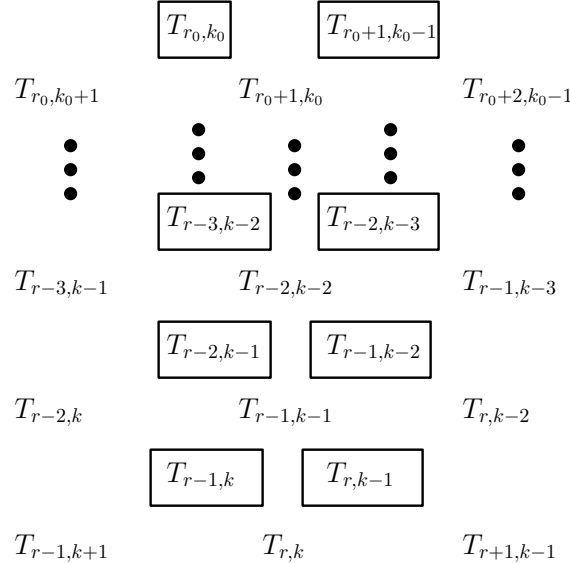 T_{r_0,k_0} T_{r_0+1,k_0-1}
T_{r_0,k_0+1} T_{r_0+1,k_0} T_{r_0+2,k_0-1}
T_{r-3,k-2} T_{r-2,k-3}
T_{r-3,k-1} T_{r-2,k-2} T_{r-1,k-3}
T_{r-2,k-1} T_{r-1,k-2}
T_{r-2,k} T_{r-1,k-1} T_{r,k-2}
T_{r-1,k} T_{r,k-1}
T_{r-1,k+1} T_{r,k} T_{r+1,k-1}